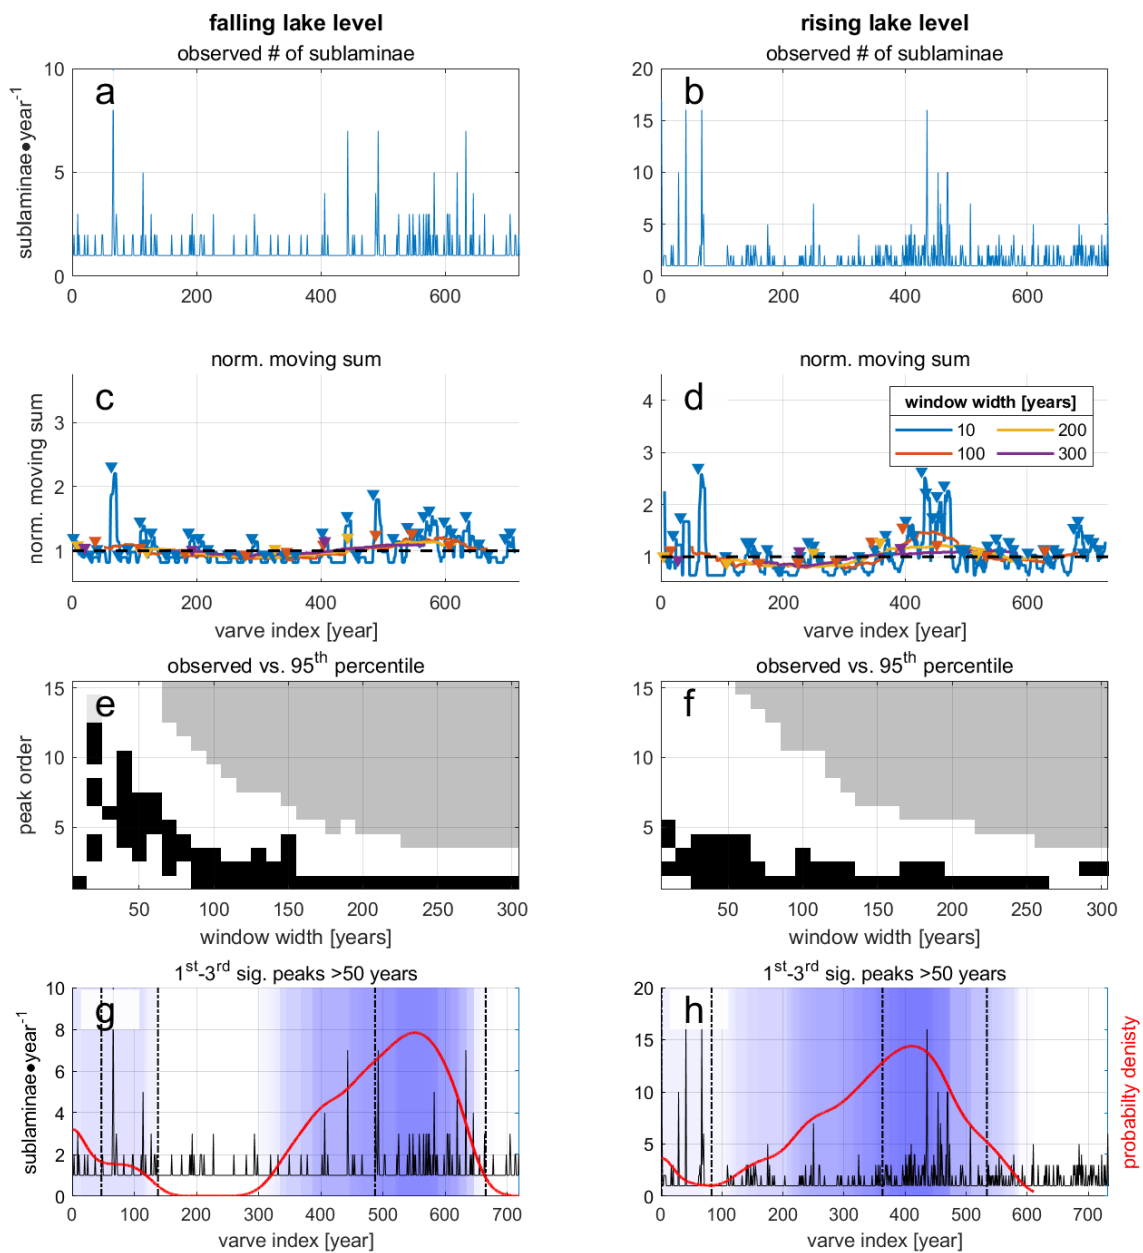 falling lake level
rising lake level
observed # of sublaminae
observed # of sublaminae
a
b
sublaminae•year-1
10
5
0
0 200 400 600
20
15
10
5
0
0 200 400 600
norm. moving sum
norm. moving sum
c
d
norm. moving sum
3
2
1
0 200 400 600
varve index [year]
4
3
2
1
window width [years]
10 200
100 300
0 200 400 600
varve index [year]
observed vs. 95th percentile
observed vs. 95th percentile
e
f
peak order
15
10
5
50 100 150 200 250 300
window width [years]
15
10
5
50 100 150 200 250 300
window width [years]
1st-3rd sig. peaks >50 years
1st-3rd sig. peaks >50 years
g
h
sublaminae•year-1
10
8
6
4
2
0
0 100 200 300 400 500 600 700
varve index [year]
20
15
10
5
0
0 100 200 300 400 500 600 700
varve index [year]
probabilty denisty